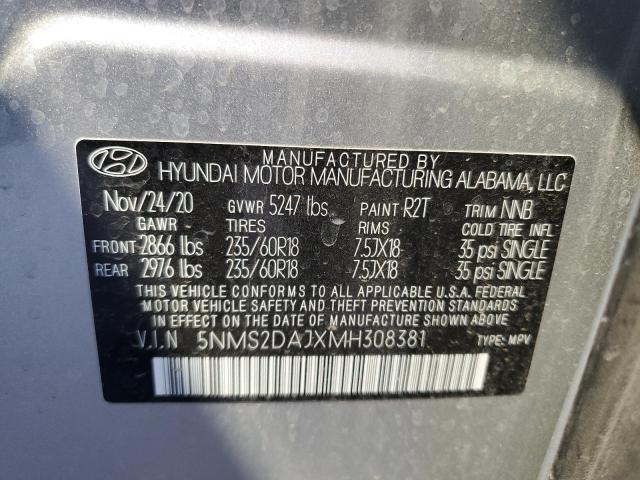 MANUFACTURED BY
HYUNDAI MOTOR MANUFACTURING ALABAMA, LLC
Nov/24/20 GVWR 5247 lbs PAINT R2T TRIM NNB
GAWR TIRES RIMS COLD TIRE INFL
FRONT 2866 lbs 235/60R18 7.5JX18 35 psi SINGLE
REAR 2976 lbs 235/60R18 7.5JX18 35 psi SINGLE
THIS VEHICLE CONFORMS TO ALL APPLICABLE U.S.A. FEDERAL
MOTOR VEHICLE SAFETY AND THEFT PREVENTION STANDARDS
IN EFFECT ON THE DATE OF MANUFACTURE SHOWN ABOVE
V.I.N 5NMS2DAJXMH308381 TYPE: MPV